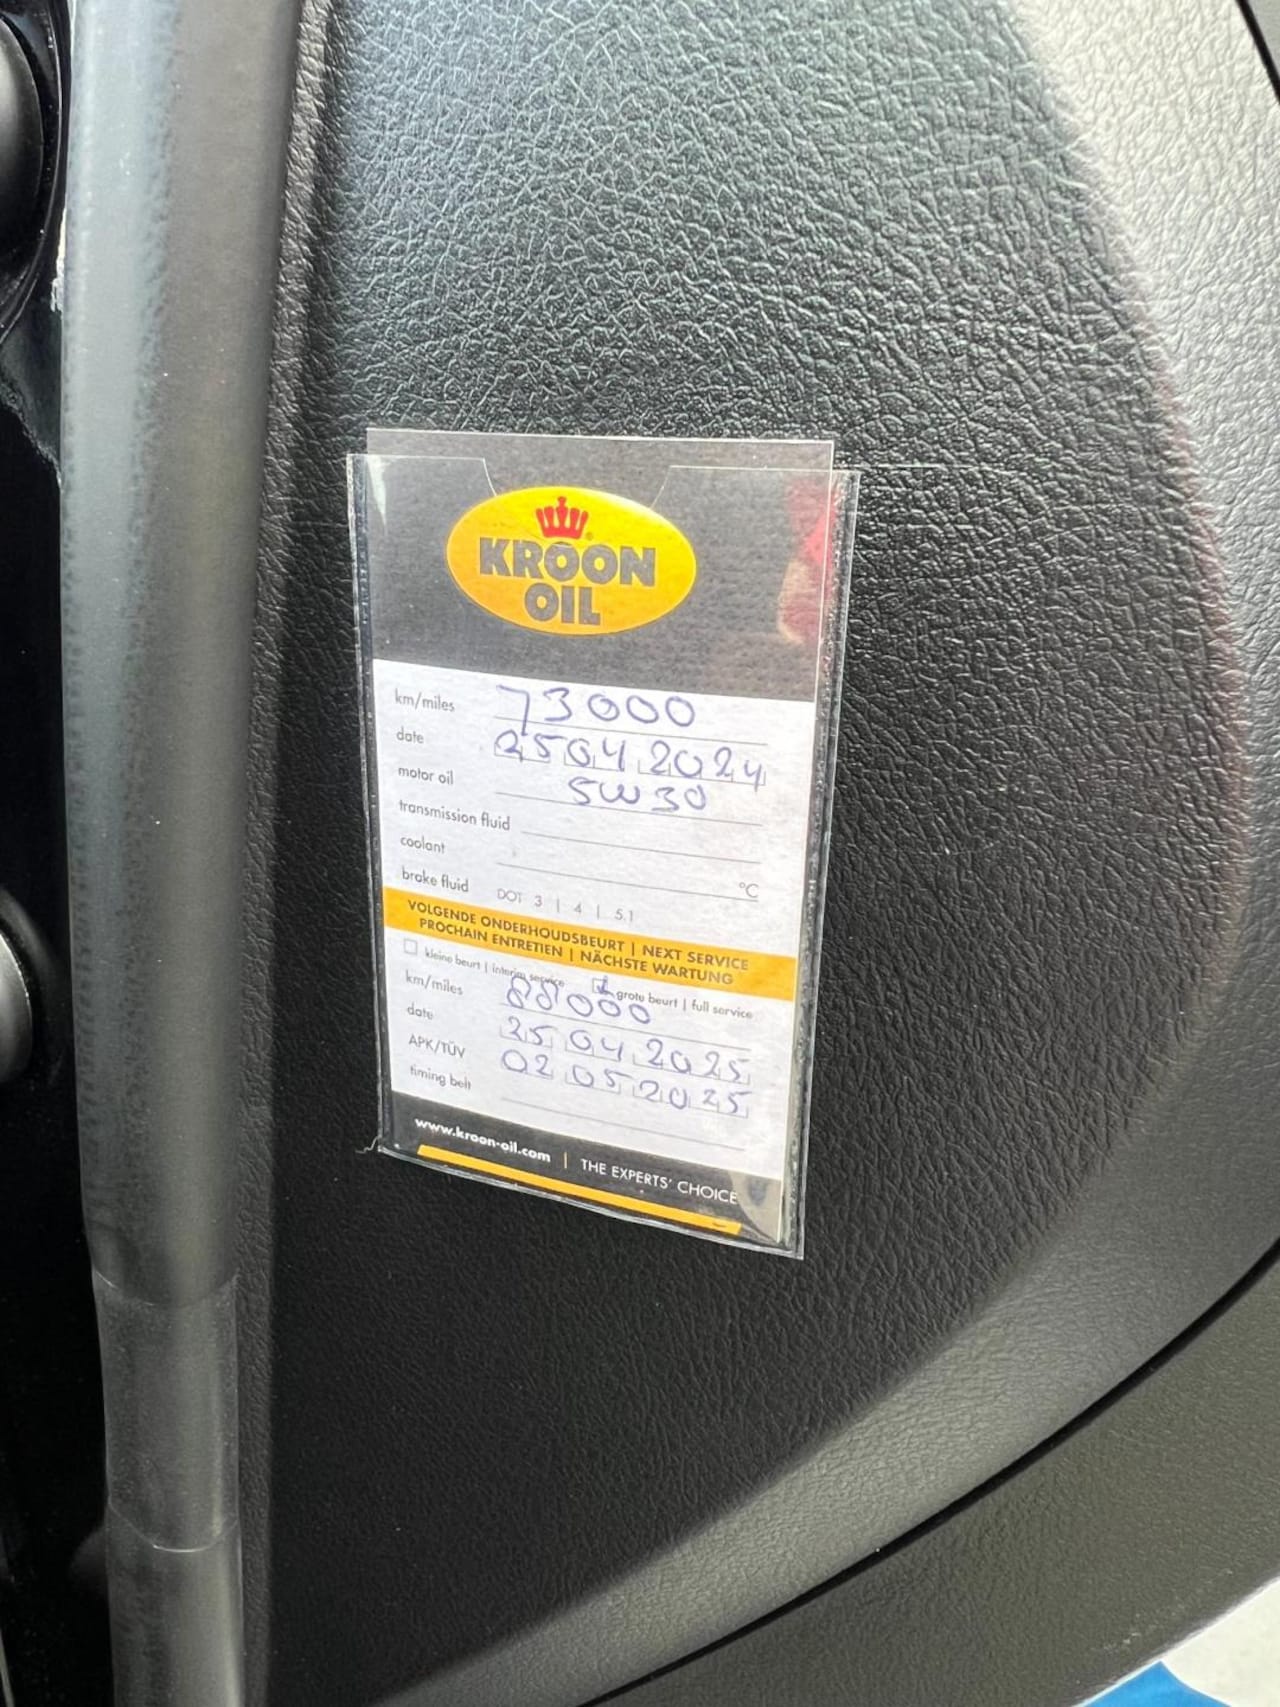 KROON
OIL
km/miles 73000
date 25 04 2024
motor oil 5W30
transmission fluid
coolant °C
brake fluid DOT 3 | 4 | 5.1
VOLGENDE ONDERHOUDSBEURT | NEXT SERVICE
PROCHAIN ENTRETIEN | NÄCHSTE WARTUNG
kleine beurt | interim service grote beurt | full service
km/miles 88000
date 25 04 2025
APK/TÜV 02 05 2025
timing belt
www.kroon-oil.com | THE EXPERTS' CHOICE